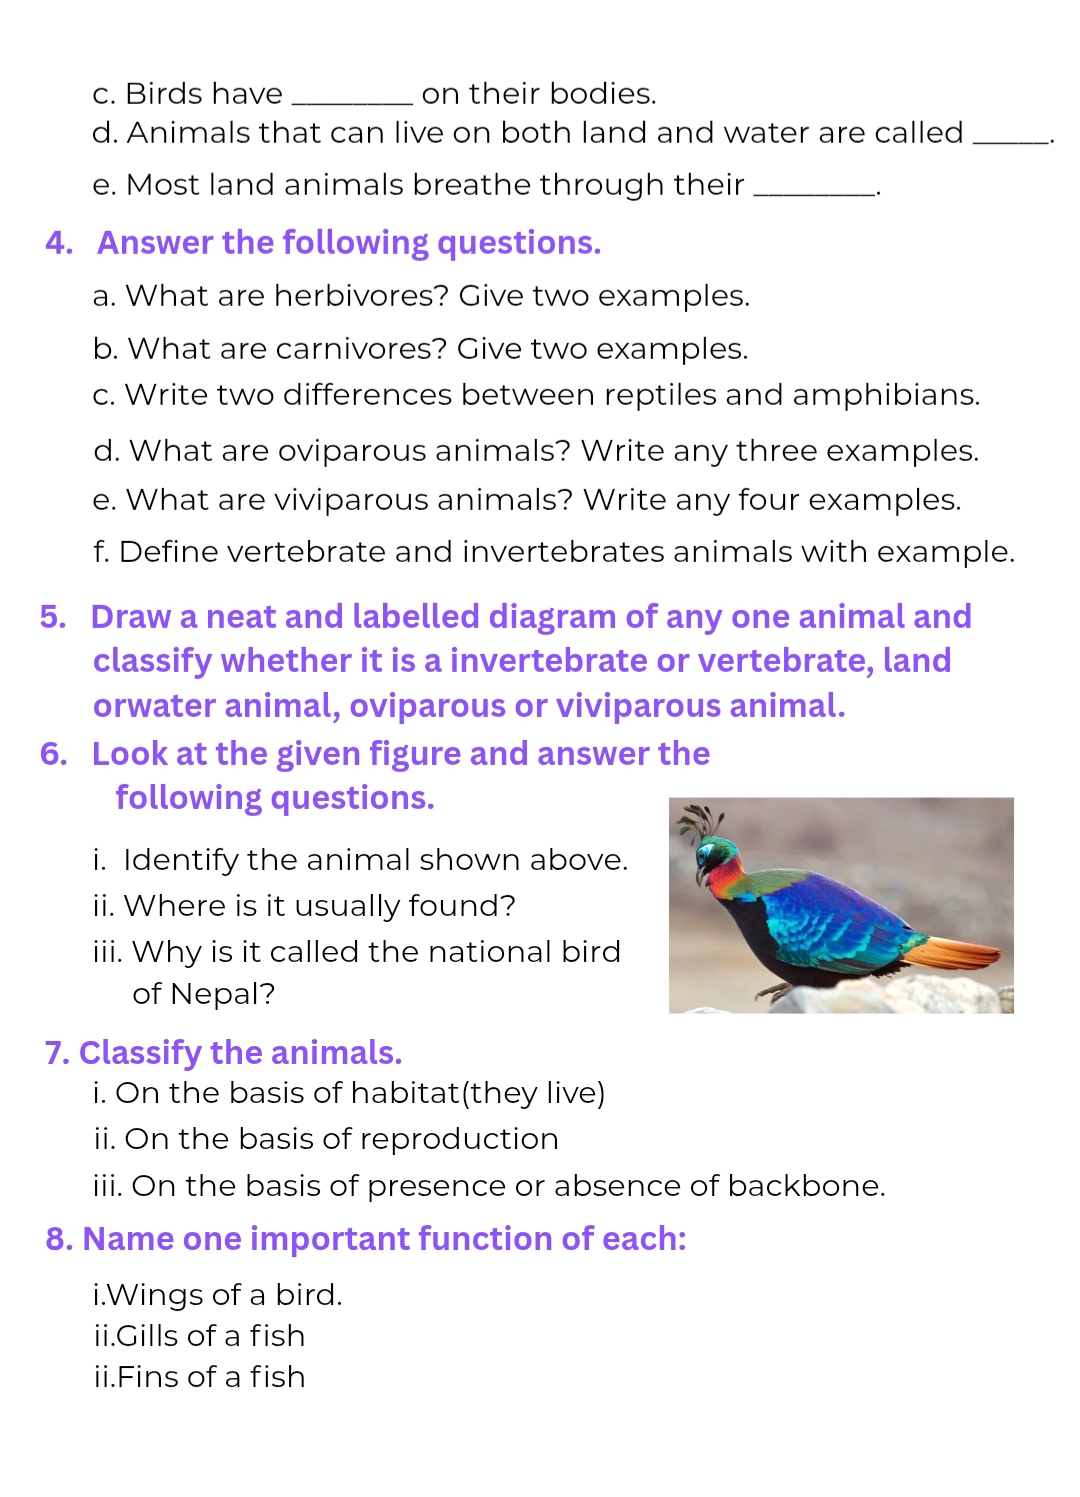 c. Birds have ________ on their bodies.
d. Animals that can live on both land and water are called _____.
e. Most land animals breathe through their ________.
4. Answer the following questions.
a. What are herbivores? Give two examples.
b. What are carnivores? Give two examples.
c. Write two differences between reptiles and amphibians.
d. What are oviparous animals? Write any three examples.
e. What are viviparous animals? Write any four examples.
f. Define vertebrate and invertebrates animals with example.
5. Draw a neat and labelled diagram of any one animal and
classify whether it is a invertebrate or vertebrate, land
orwater animal, oviparous or viviparous animal.
6. Look at the given figure and answer the
following questions.
i. Identify the animal shown above.
ii. Where is it usually found?
iii. Why is it called the national bird
of Nepal?
7. Classify the animals.
i. On the basis of habitat(they live)
ii. On the basis of reproduction
iii. On the basis of presence or absence of backbone.
8. Name one important function of each:
i.Wings of a bird.
ii.Gills of a fish
ii.Fins of a fish